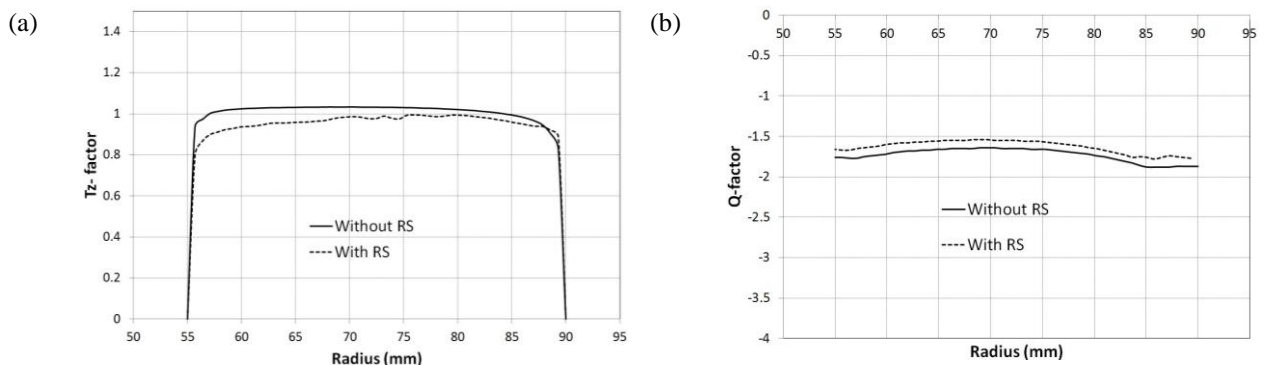 (a)
1.4
1.2
1
0.8
0.6
0.4
0.2
0
Tz- factor
Without RS
With RS
50 55 60 65 70 75 80 85 90 95
Radius (mm)
(b)
0
50 55 60 65 70 75 80 85 90 95
-0.5
-1
-1.5
-2
-2.5
-3
-3.5
-4
Q-factor
Without RS
With RS
Radius (mm)